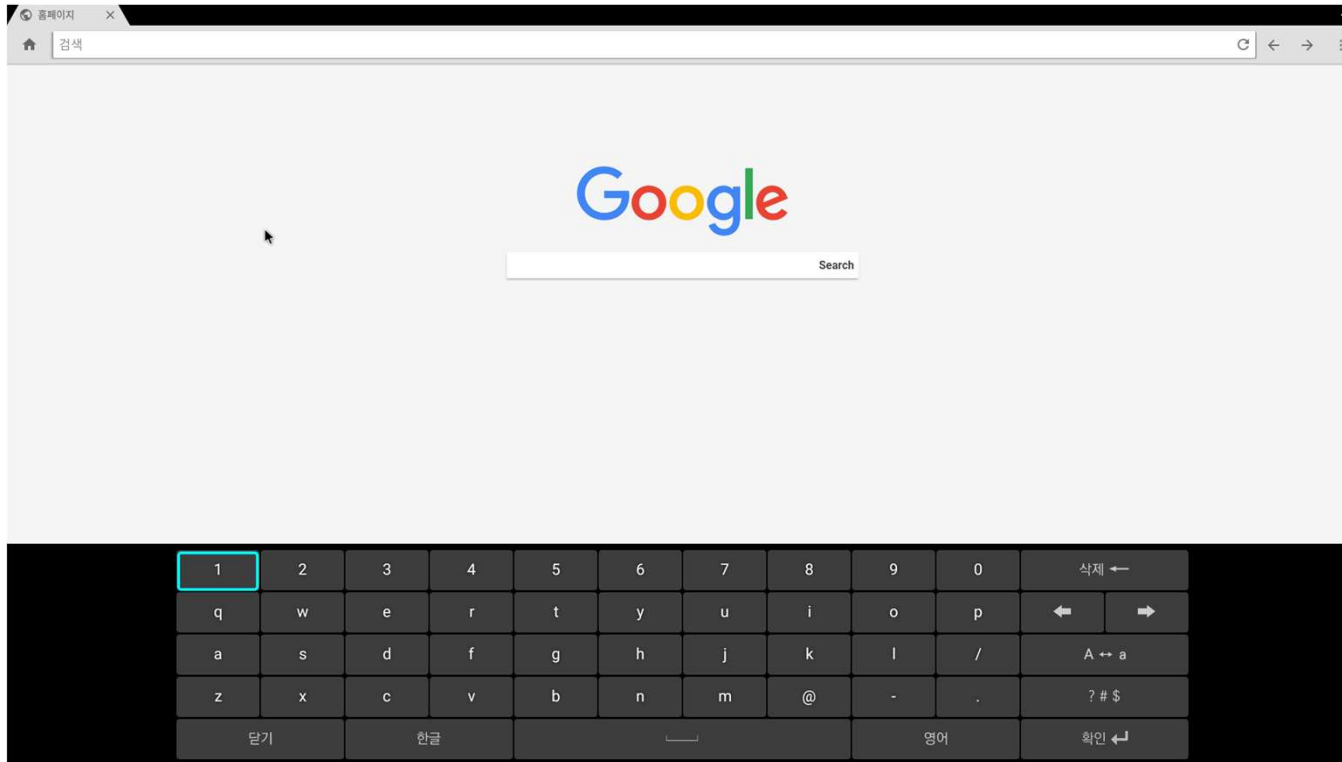 홈페이지
검색
Google
Search
1 2 3 4 5 6 7 8 9 0 삭제
q w e r t y u i o p
a s d f g h j k l / A ↔ a
z x c v b n m @ - . ? # $
닫기 한글 영어 확인